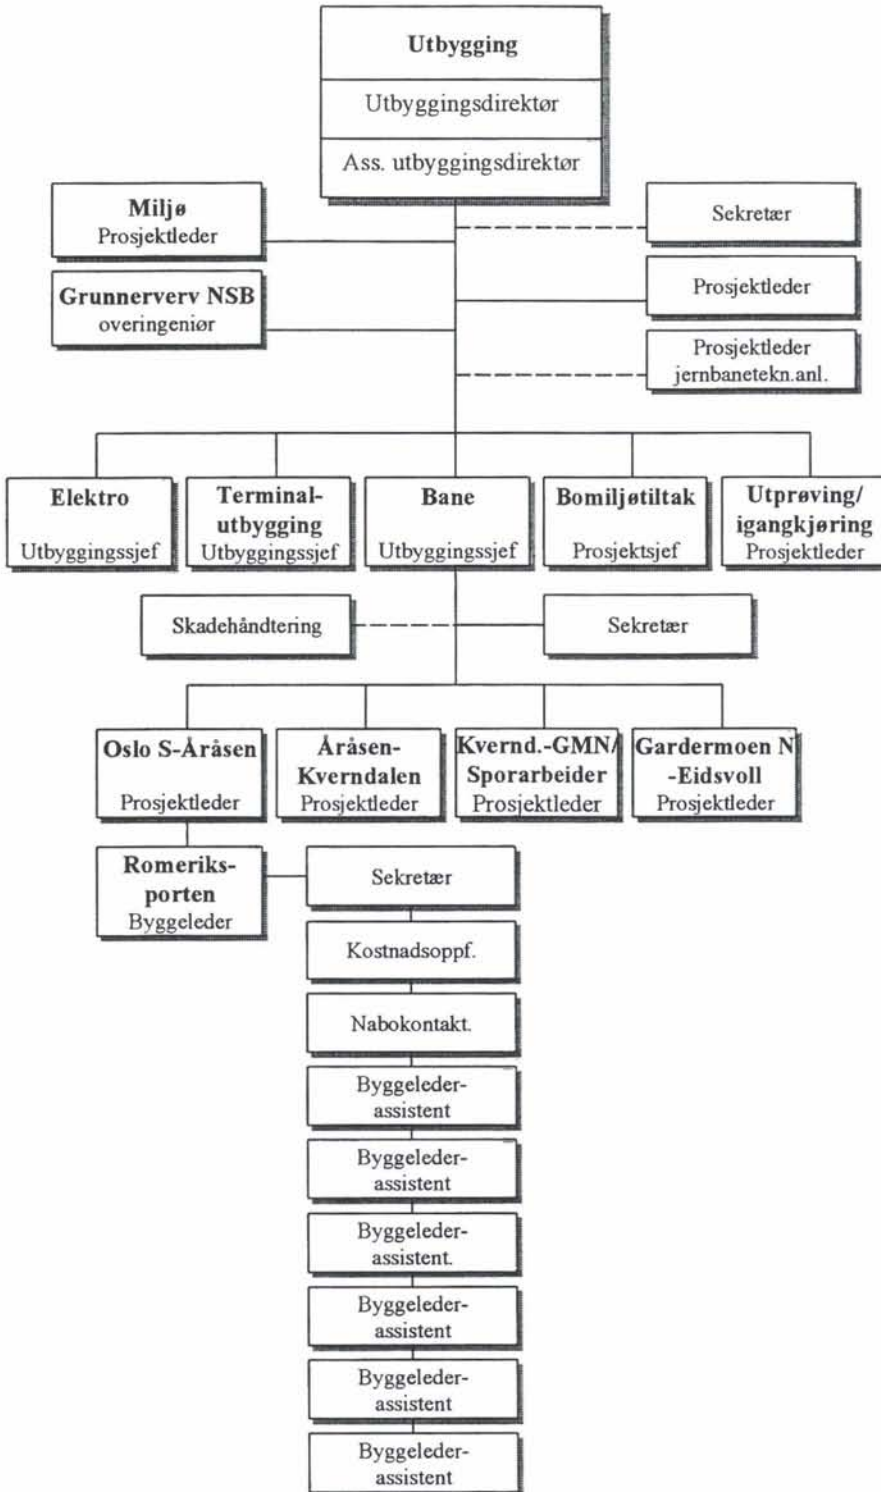 Utbygging
Utbyggingsdirektør
Ass. utbyggingsdirektør
Miljø
Prosjektleder
Sekretær
Grunnerverv NSB
overingeniør
Prosjektleder
Prosjektleder
jernbanetekn.anl.
Elektro
Utbyggingssjef
Terminal-
utbygging
Utbyggingssjef
Bane
Utbyggingssjef
Bomiljøtiltak
Prosjektsjef
Utprøving/
igangkjøring
Prosjektleder
Skadehåndtering
Sekretær
Oslo S-Åråsen
Prosjektleder
Åråsen-
Kverndalen
Prosjektleder
Kvernd.-GMN/
Sporarbeider
Prosjektleder
Gardermoen N
-Eidsvoll
Prosjektleder
Romeriks-
porten
Byggeleder
Sekretær
Kostnadsoppf.
Nabokontakt.
Byggeleder-
assistent
Byggeleder-
assistent
Byggeleder-
assistent.
Byggeleder-
assistent
Byggeleder-
assistent
Byggeleder-
assistent